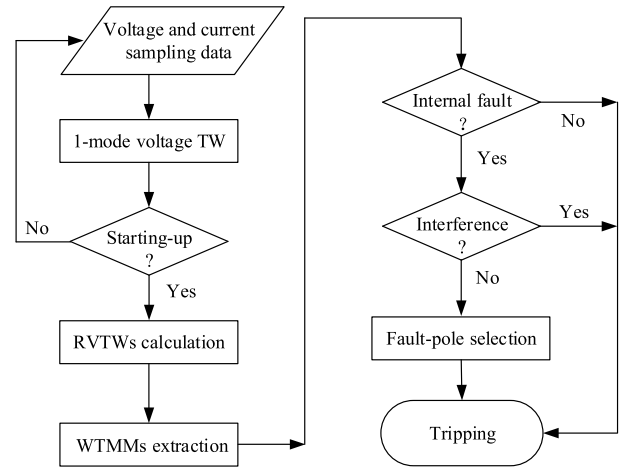 Voltage and current
sampling data
1-mode voltage TW
No
Starting-up
?
Yes
RVTWs calculation
WTMMs extraction
Internal fault
?
No
Yes
Interference
?
Yes
No
Fault-pole selection
Tripping